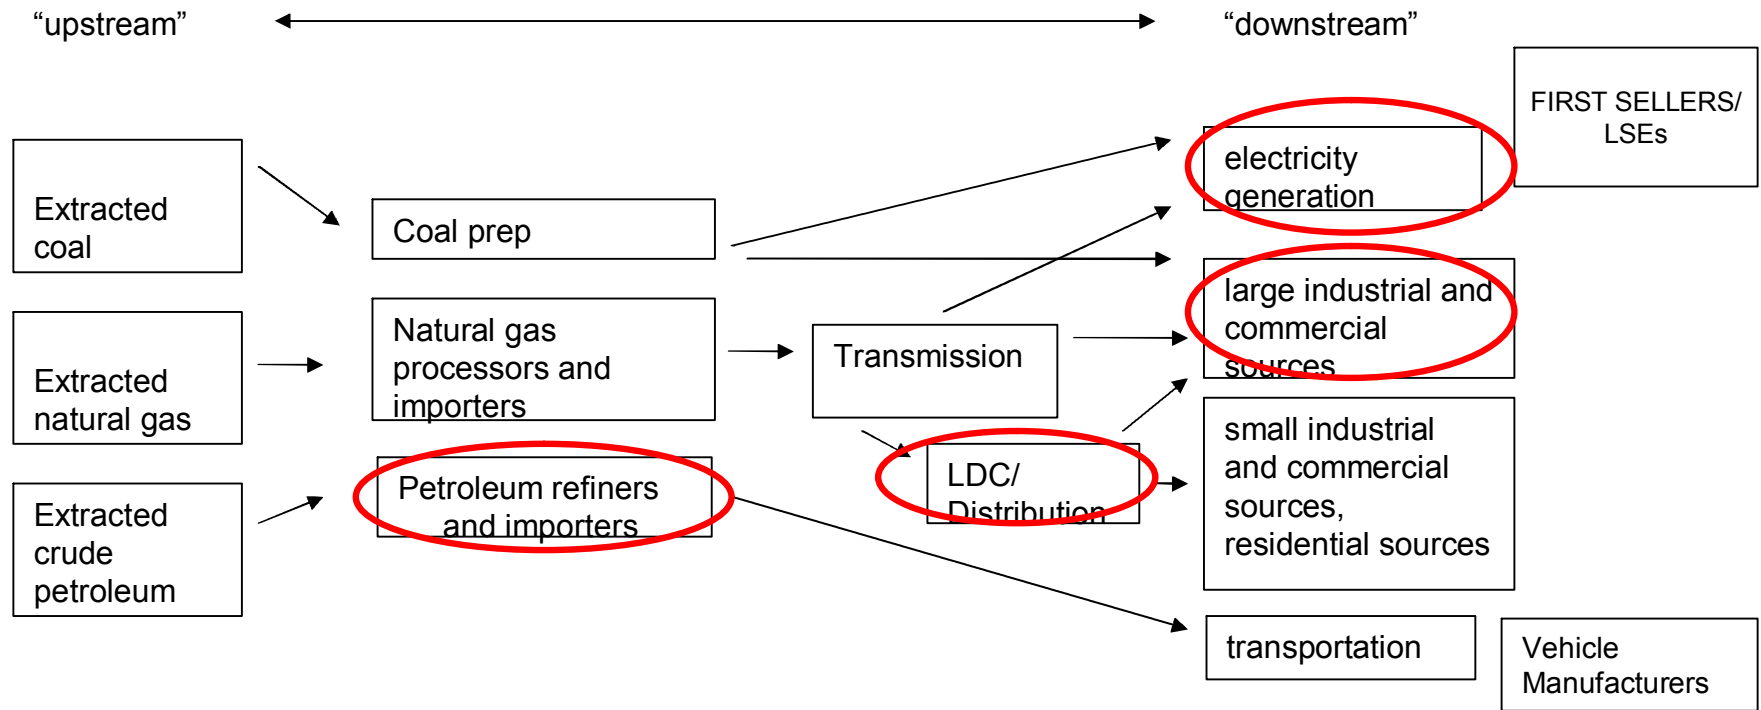 “upstream”
“downstream”
FIRST SELLERS/
LSEs
electricity
generation
Extracted
coal
Coal prep
large industrial and
commercial
sources
Natural gas
processors and
importers
Transmission
Extracted
natural gas
small industrial
and commercial
sources,
residential sources
Petroleum refiners
and importers
LDC/
Distribution
Extracted
crude
petroleum
transportation
Vehicle
Manufacturers